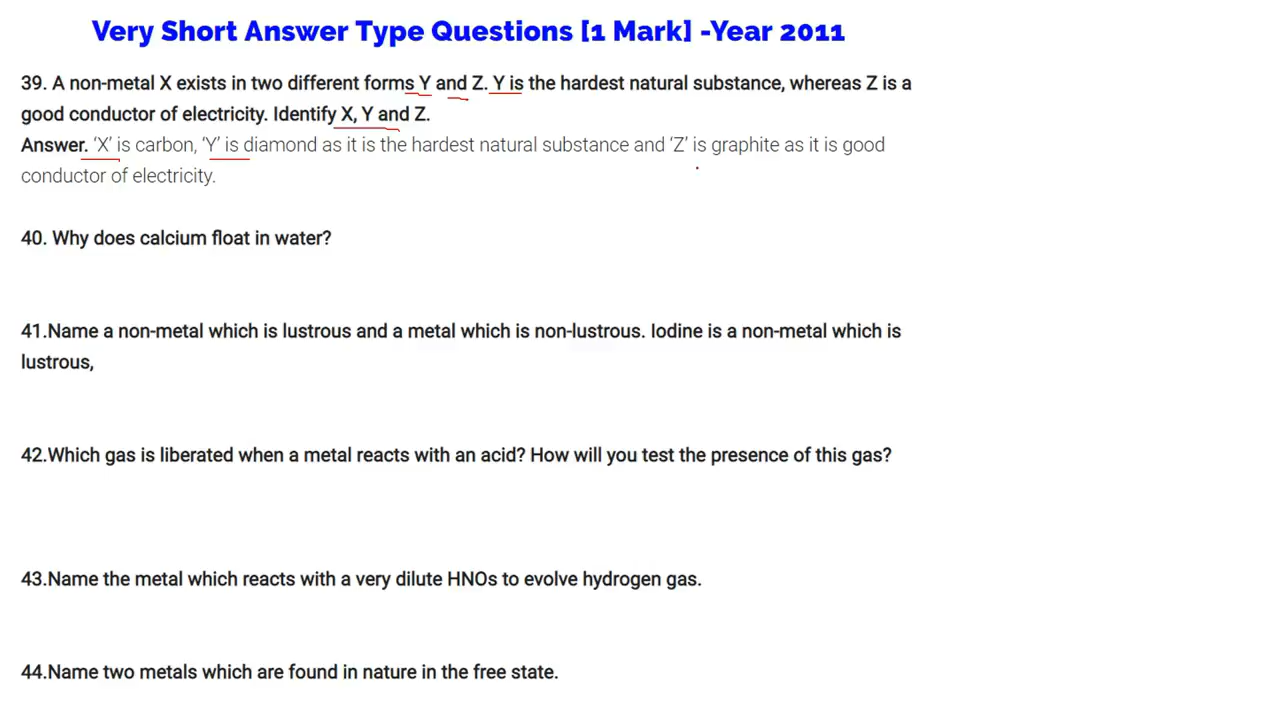 Very Short Answer Type Questions [1 Mark] -Year 2011
39. A non-metal X exists in two different forms Y and Z. Y is the hardest natural substance, whereas Z is a
good conductor of electricity. Identify X, Y and Z.
Answer. ‘X’ is carbon, ‘Y’ is diamond as it is the hardest natural substance and ‘Z’ is graphite as it is good
conductor of electricity.
40. Why does calcium float in water?
41.Name a non-metal which is lustrous and a metal which is non-lustrous. Iodine is a non-metal which is
lustrous,
42.Which gas is liberated when a metal reacts with an acid? How will you test the presence of this gas?
43.Name the metal which reacts with a very dilute HNOs to evolve hydrogen gas.
44.Name two metals which are found in nature in the free state.